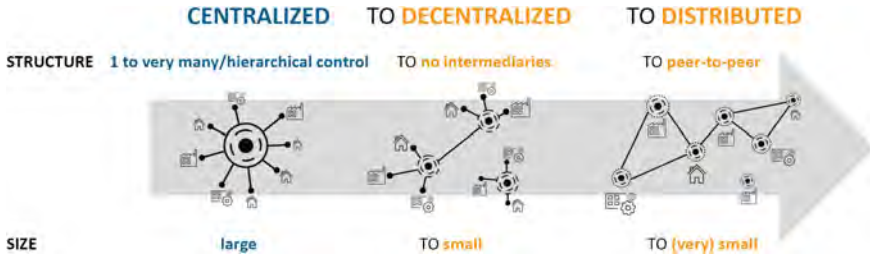 CENTRALIZED TO DECENTRALIZED TO DISTRIBUTED
STRUCTURE 1 to very many/hierarchical control TO no intermediaries TO peer-to-peer
SIZE large TO small TO (very) small